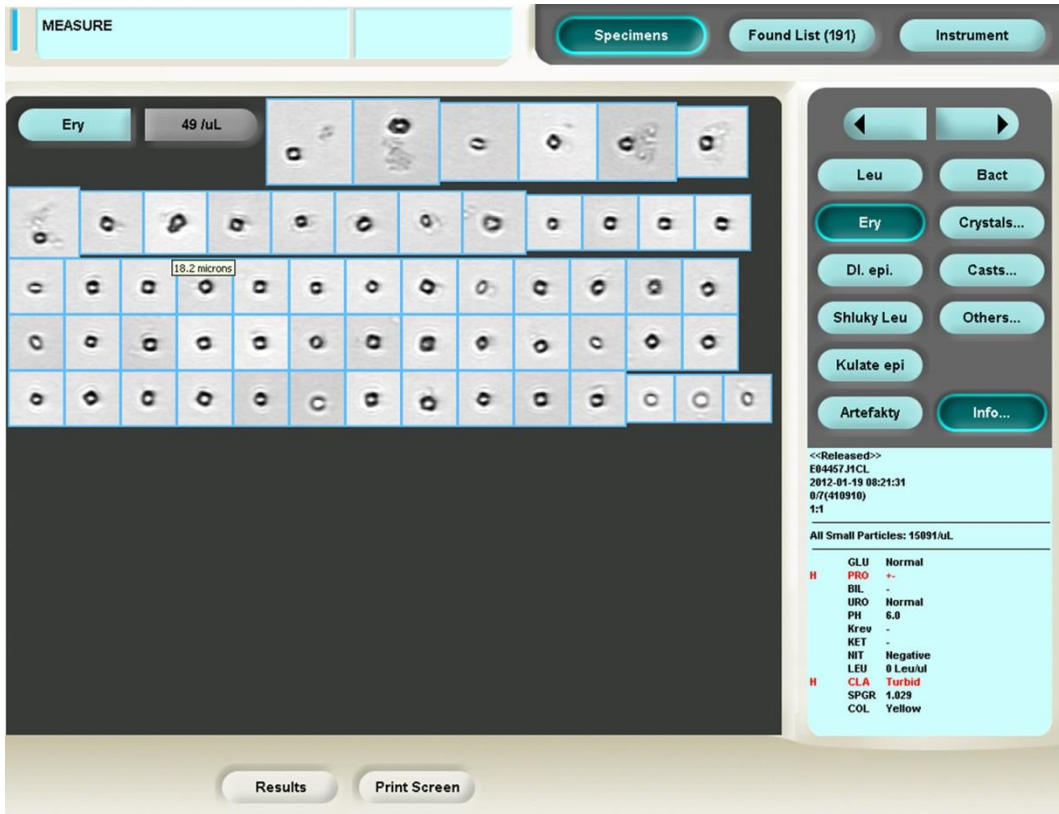 MEASURE
Specimens
Found List (191)
Instrument
Ery
49 /uL
18.2 microns
Leu
Bact
Ery
Crystals...
Dl. epi.
Casts...
Shluky Leu
Others...
Kulate epi
Artefakty
Info...
<<Released>>
E04457J1CL
2012-01-19 08:21:31
0/7(410910)
1:1
All Small Particles: 15091/uL
GLU Normal
H PRO +-
BIL -
URO Normal
PH 6.0
Krev -
KET -
NIT Negative
LEU 0 Leu/ul
H CLA Turbid
SPGR 1.029
COL Yellow
Results
Print Screen